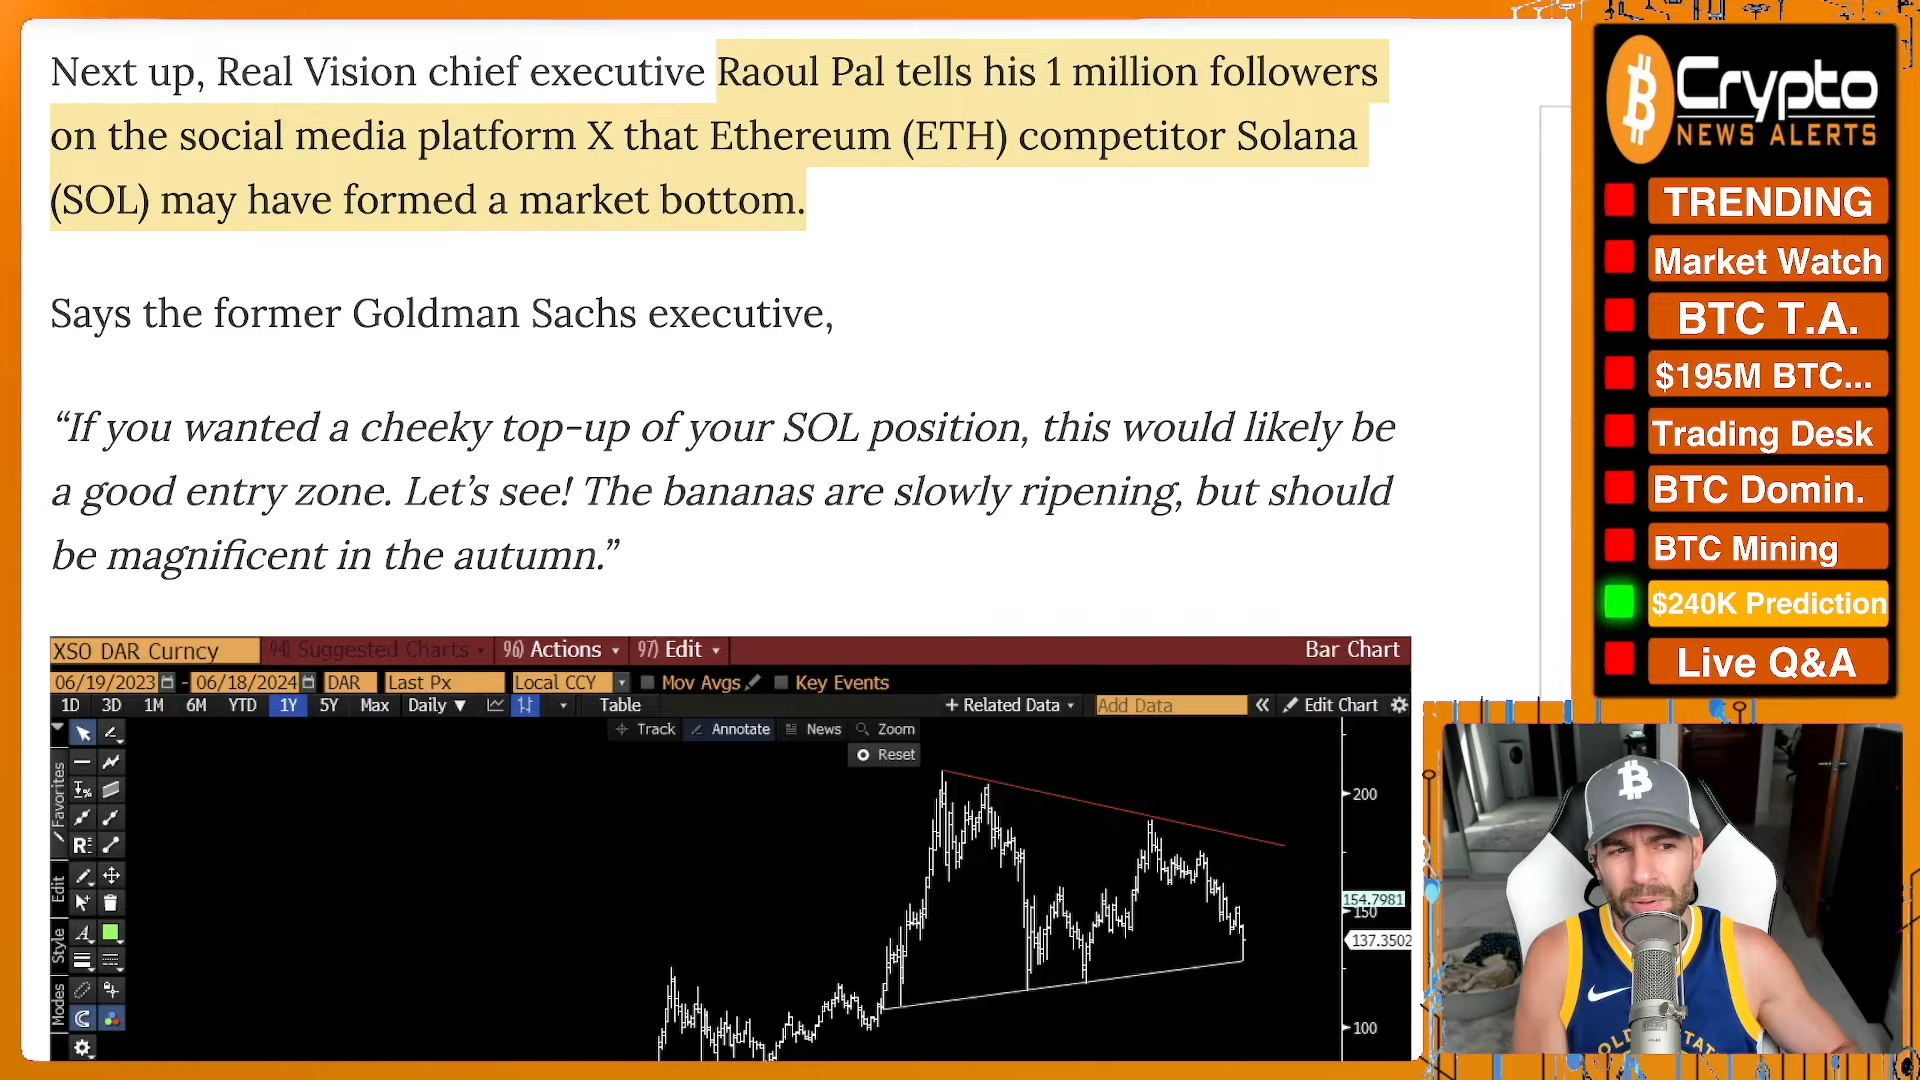 Next up, Real Vision chief executive Raoul Pal tells his 1 million followers
on the social media platform X that Ethereum (ETH) competitor Solana
(SOL) may have formed a market bottom.
Says the former Goldman Sachs executive,
“If you wanted a cheeky top-up of your SOL position, this would likely be
a good entry zone. Let’s see! The bananas are slowly ripening, but should
be magnificent in the autumn.”
XSO DAR Curncy 94) Suggested Charts 96) Actions 97) Edit Bar Chart
06/19/2023 - 06/18/2024 DAR Last Px Local CCY Mov Avgs Key Events
1D 3D 1M 6M YTD 1Y 5Y Max Daily ▼ Table + Related Data Add Data « Edit Chart
Track Annotate News Zoom
Reset
Favorites
Edit
Style
Modes
200
154.7981
150
137.3502
100
Crypto
NEWS ALERTS
TRENDING
Market Watch
BTC T.A.
$195M BTC...
Trading Desk
BTC Domin.
BTC Mining
$240K Prediction
Live Q&A